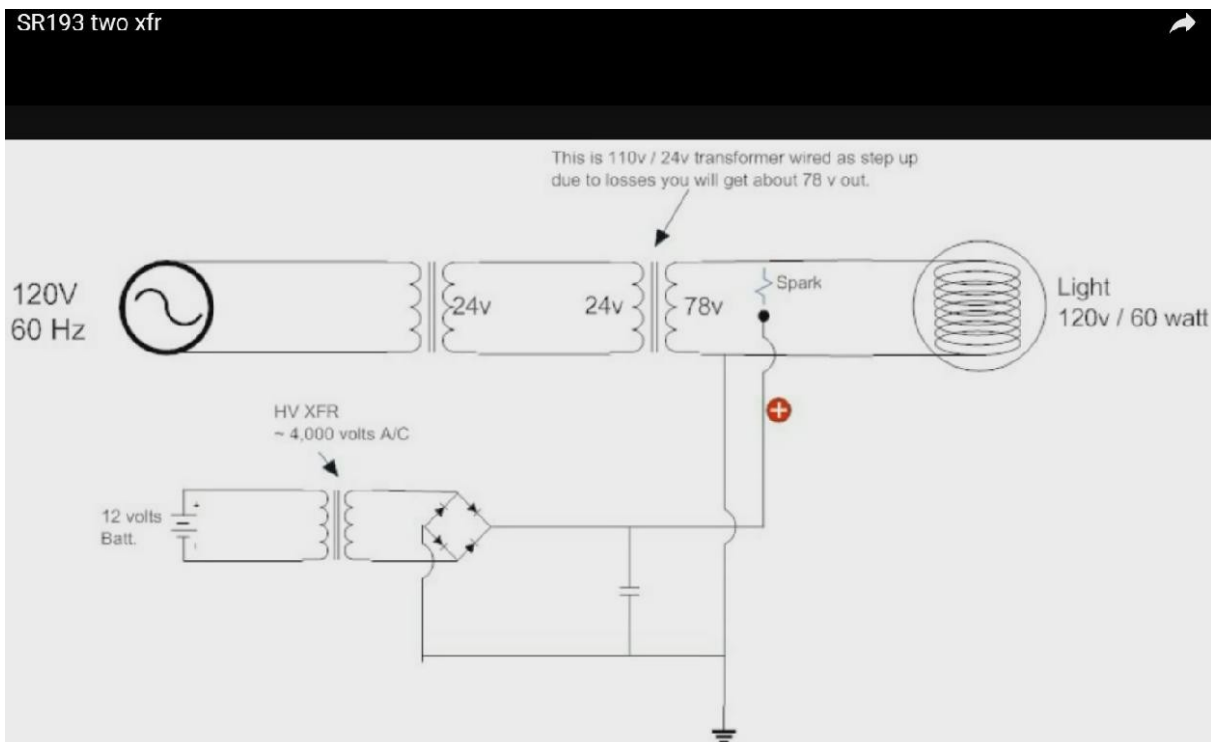 SR193 two xfr
This is 110v / 24v transformer wired as step up
due to losses you will get about 78 v out.
120V
60 Hz
24v
24v
78v
Spark
Light
120v / 60 watt
HV XFR
~ 4,000 volts A/C
12 volts
Batt.
+
+